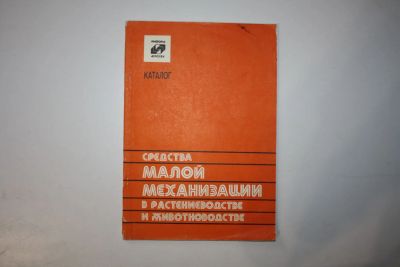 КАТАЛОГ
СРЕДСТВА
МАЛОЙ
МЕХАНИЗАЦИИ
В РАСТЕНИЕВОДСТВЕ
И ЖИВОТНОВОДСТВЕ